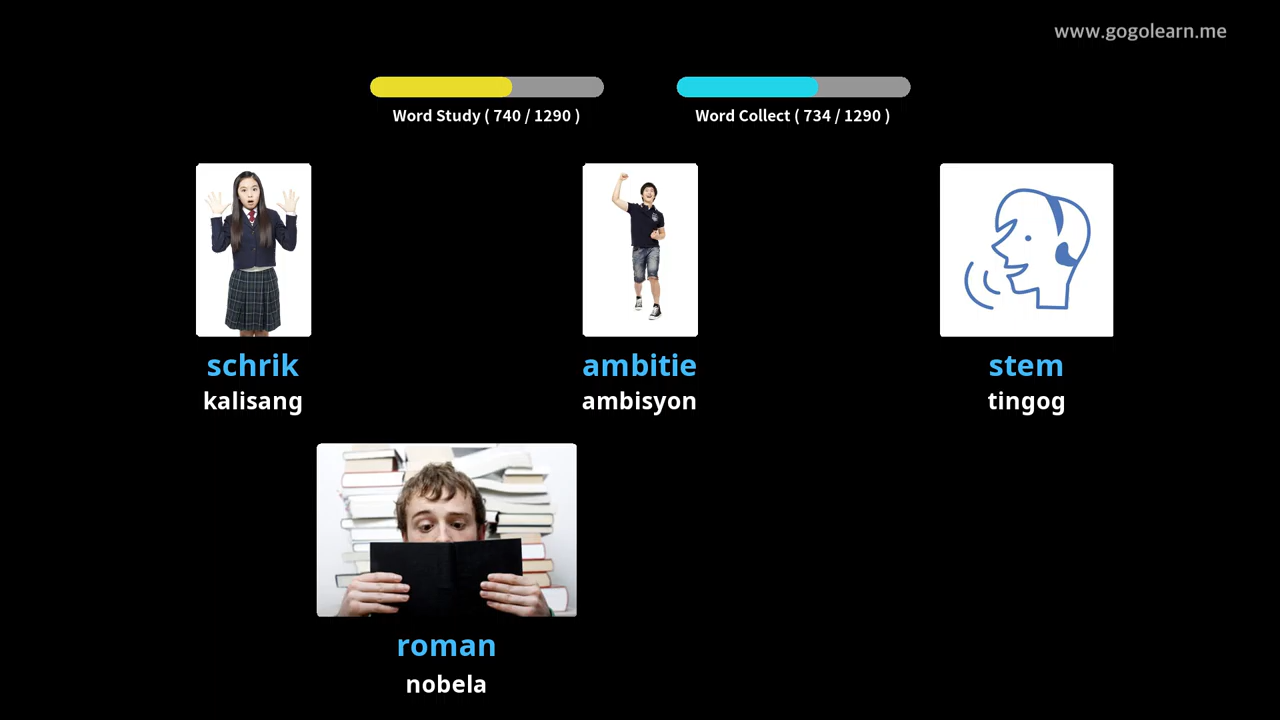 www.gogolearn.me
Word Study ( 740 / 1290 )
Word Collect ( 734 / 1290 )
schrik
kalisang
ambitie
ambisyon
stem
tingog
roman
nobela